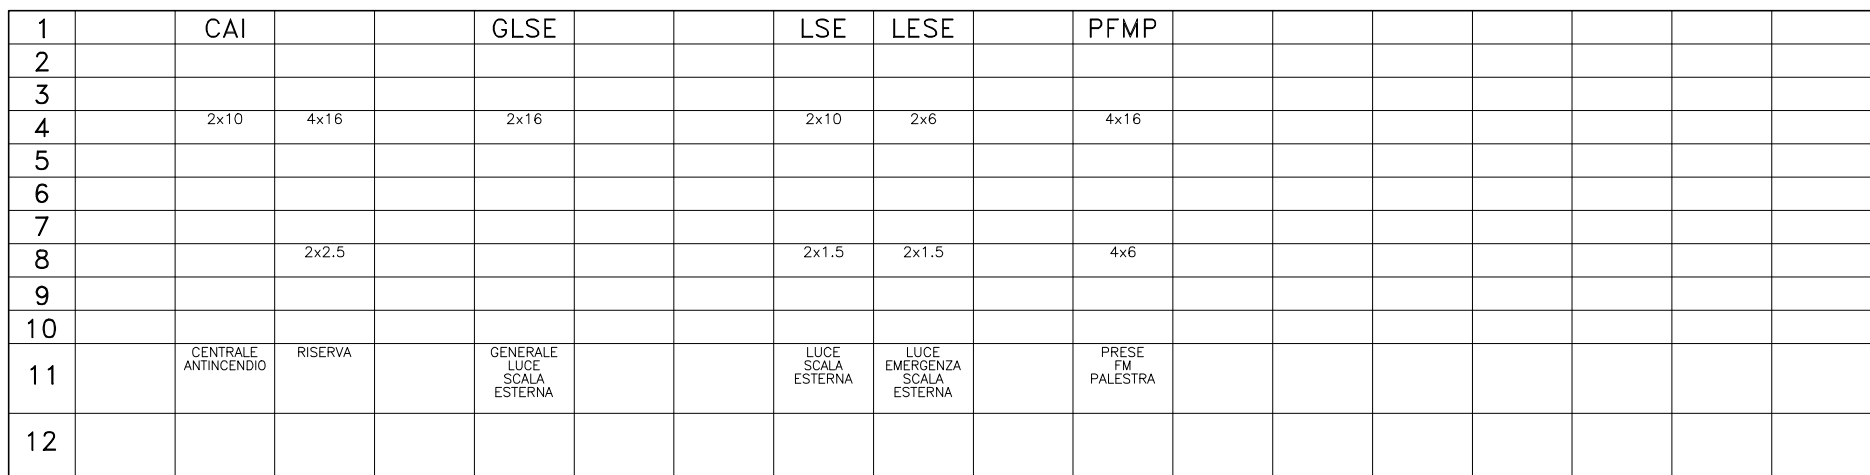 1 CAI GLSE LSE LESE PFMP
2
3
4 2x10 4x16 2x16 2x10 2x6 4x16
5
6
7
8 2x2.5 2x1.5 2x1.5 4x6
9
10
11 CENTRALE RISERVA GENERALE LUCE LUCE PRESE
ANTINCENDIO LUCE SCALA EMERGENZA FM
SCALA ESTERNA SCALA PALESTRA
ESTERNA ESTERNA
12